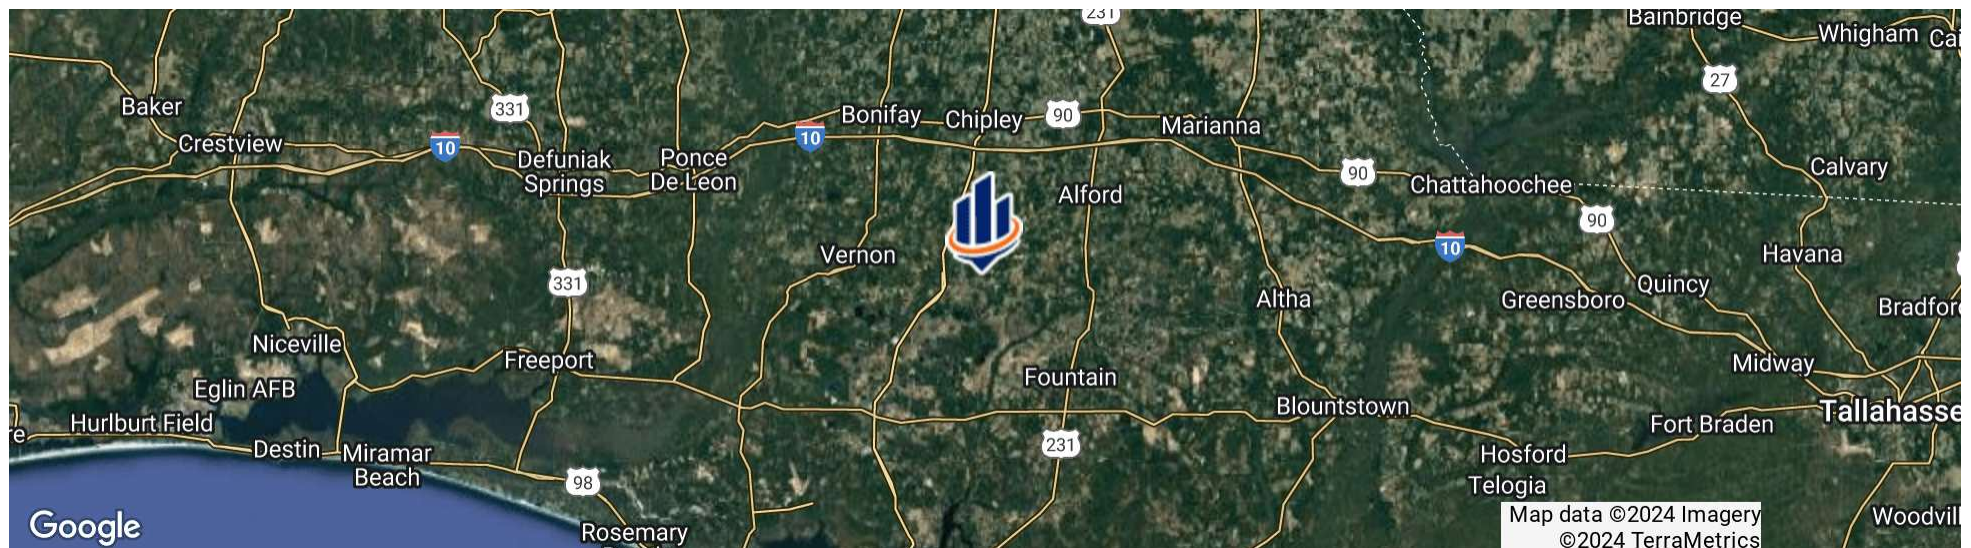 231
Bainbridge
Whigham
27
Baker
331
Bonifay
Chipley
90
Marianna
Crestview
10
10
Defuniak
Springs
Ponce
De Leon
90
Calvary
Chattahoochee
Alford
90
Vernon
10
Havana
331
Altha
Greensboro
Quincy
Niceville
Freeport
Midway
Eglin AFB
Fountain
Blountstown
Hurlburt Field
Fort Braden
Tallahasse
Destin
Miramar
Beach
231
Hosford
98
Telogia
Google
Rosemary
Map data ©2024 Imagery
©2024 TerraMetrics
Woodvill
Bradford